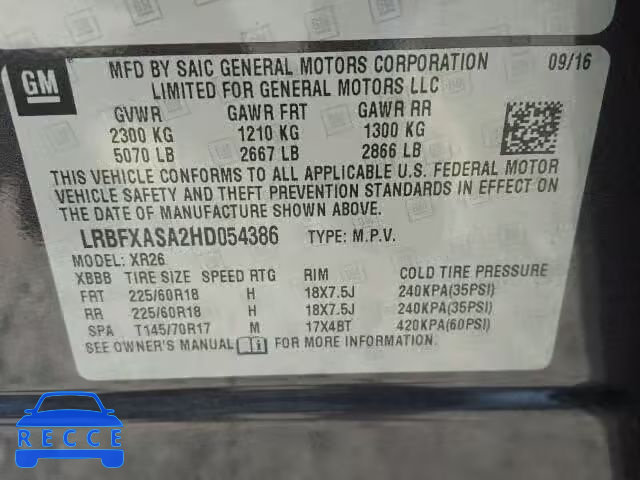 GM
MFD BY SAIC GENERAL MOTORS CORPORATION 09/16
LIMITED FOR GENERAL MOTORS LLC
GVWR GAWR FRT GAWR RR
2300 KG 1210 KG 1300 KG
5070 LB 2667 LB 2866 LB
THIS VEHICLE CONFORMS TO ALL APPLICABLE U.S. FEDERAL MOTOR
VEHICLE SAFETY AND THEFT PREVENTION STANDARDS IN EFFECT ON
THE DATE OF MANUFACTURE SHOWN ABOVE.
LRBFXASA2HD054386 TYPE: M.P.V.
MODEL: XR26
XBBB TIRE SIZE SPEED RTG RIM COLD TIRE PRESSURE
FRT 225/60R18 H 18X7.5J 240KPA(35PSI)
RR 225/60R18 H 18X7.5J 240KPA(35PSI)
SPA T145/70R17 M 17X4BT 420KPA(60PSI)
SEE OWNER'S MANUAL FOR MORE INFORMATION.
RECCE